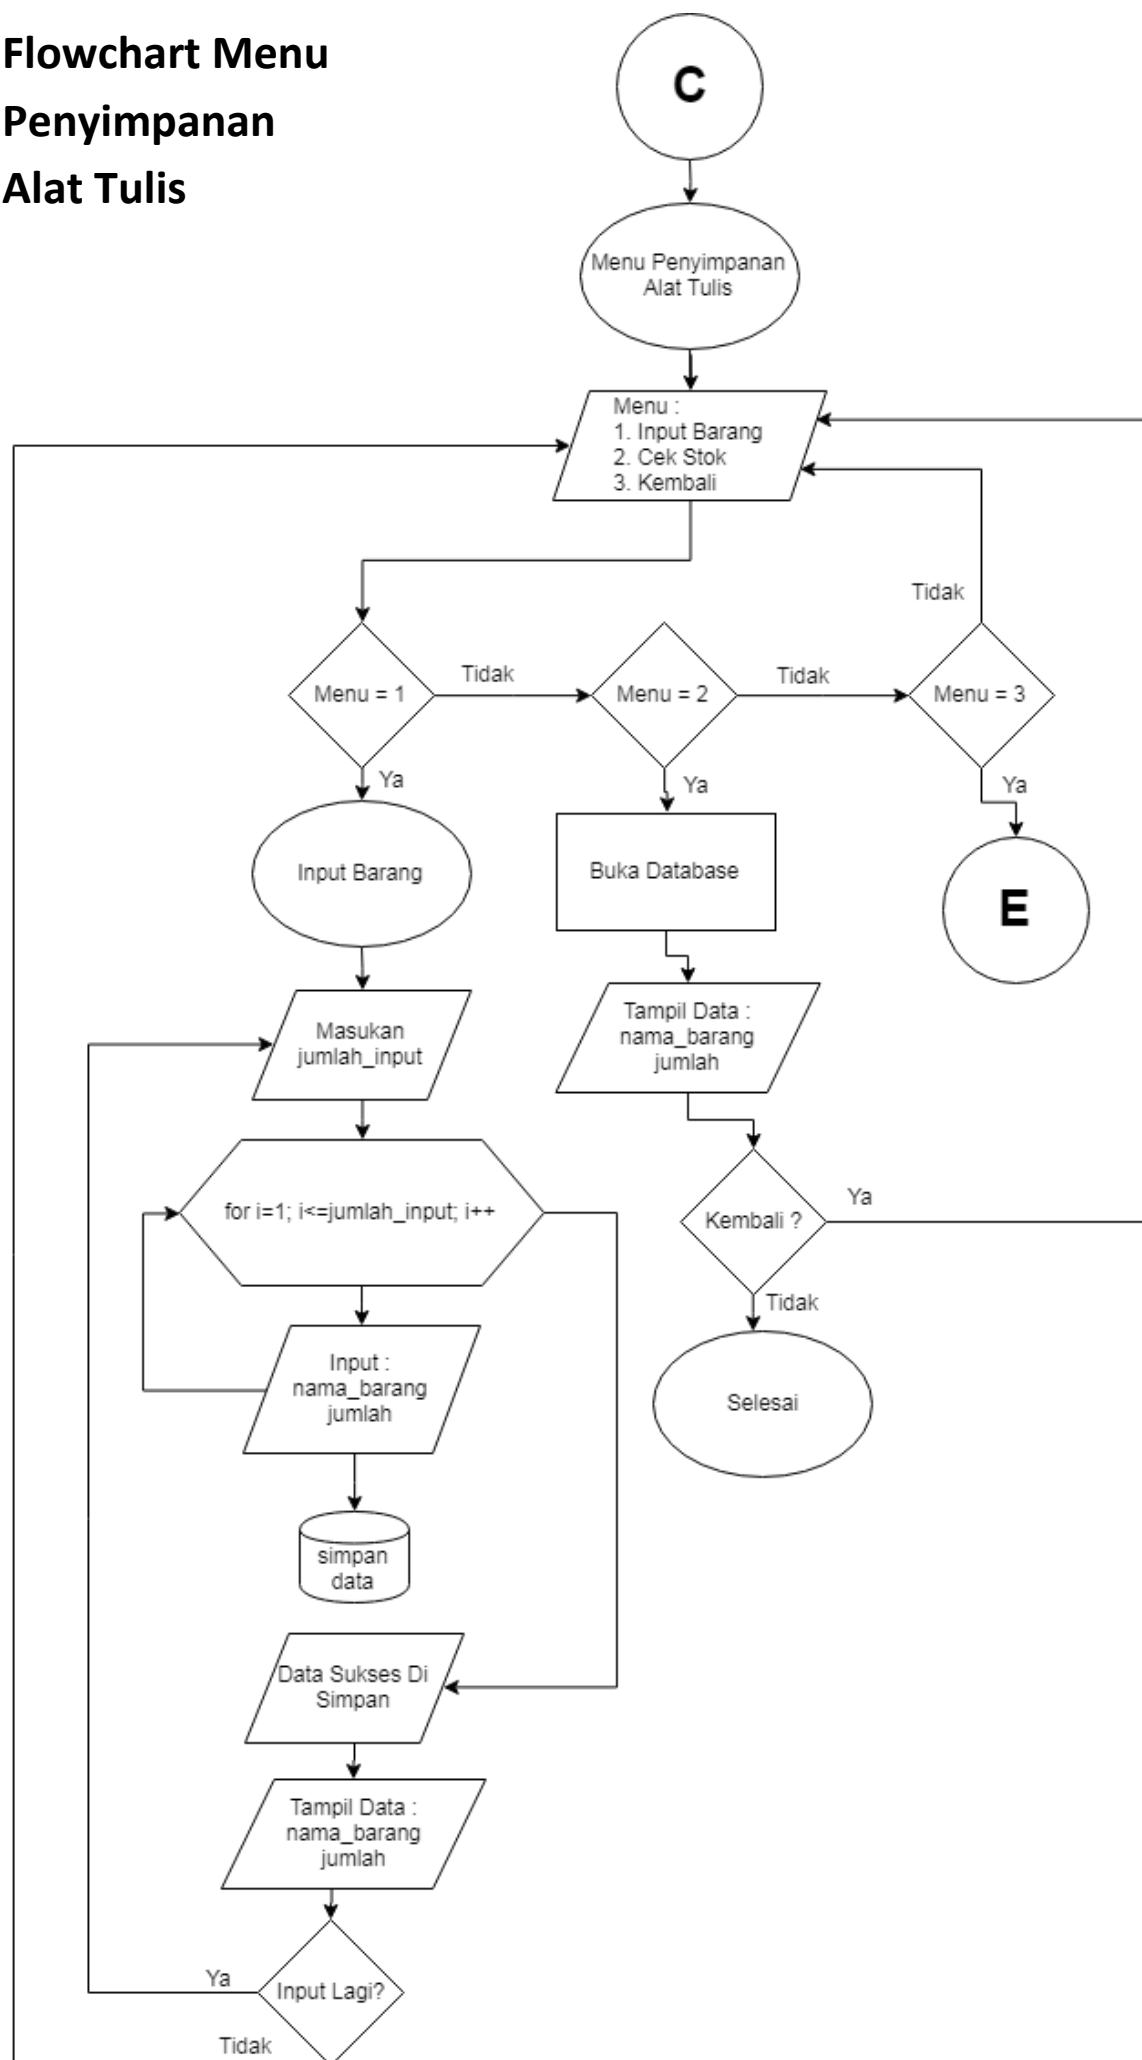 Flowchart Menu
Penyimpanan
Alat Tulis
C
Menu Penyimpanan
Alat Tulis
Menu :
1. Input Barang
2. Cek Stok
3. Kembali
Tidak
Menu = 1
Tidak
Menu = 2
Tidak
Menu = 3
Ya
Ya
Ya
Input Barang
Buka Database
E
Masukan
jumlah_input
Tampil Data :
nama_barang
jumlah
for i=1; i<=jumlah_input; i++
Kembali ?
Ya
Tidak
Input :
nama_barang
jumlah
Selesai
simpan
data
Data Sukses Di
Simpan
Tampil Data :
nama_barang
jumlah
Ya
Input Lagi?
Tidak